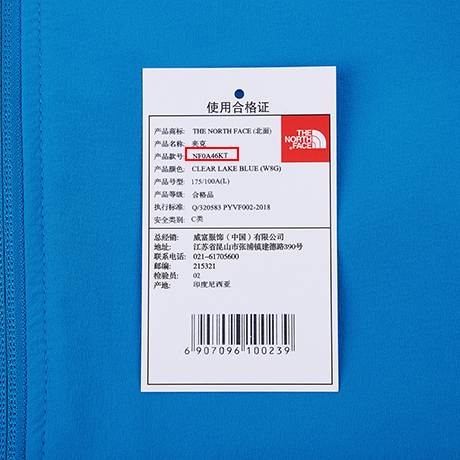 使用合格证
产品商标: THE NORTH FACE (北面)
产品名称: 夹克
产品款号: NF0A46KT
产品颜色: CLEAR LAKE BLUE (W8G)
产品号型: 175/100A(L)
产品等级: 合格品
执行标准: Q/320583 PYVF002-2018
安全类别: C类
THE
NORTH
FACE
总经销: 威富服饰(中国)有限公司
地址: 江苏省昆山市张浦镇建德路390号
联系电话: 021-61705600
邮编: 215321
检验员: 02
产地: 印度尼西亚
6 907096 100239